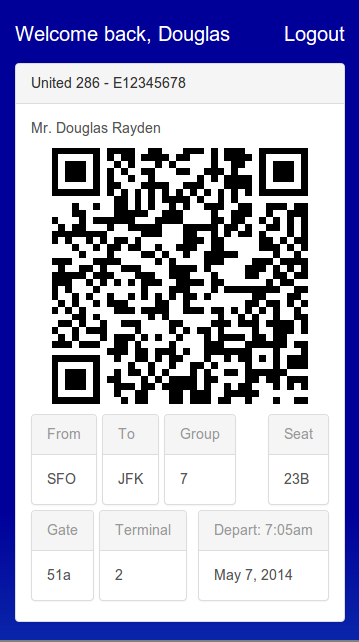 Welcome back, Douglas Logout
United 286 - E12345678
Mr. Douglas Rayden
From To Group Seat
SFO JFK 7 23B
Gate Terminal Depart: 7:05am
51a 2 May 7, 2014